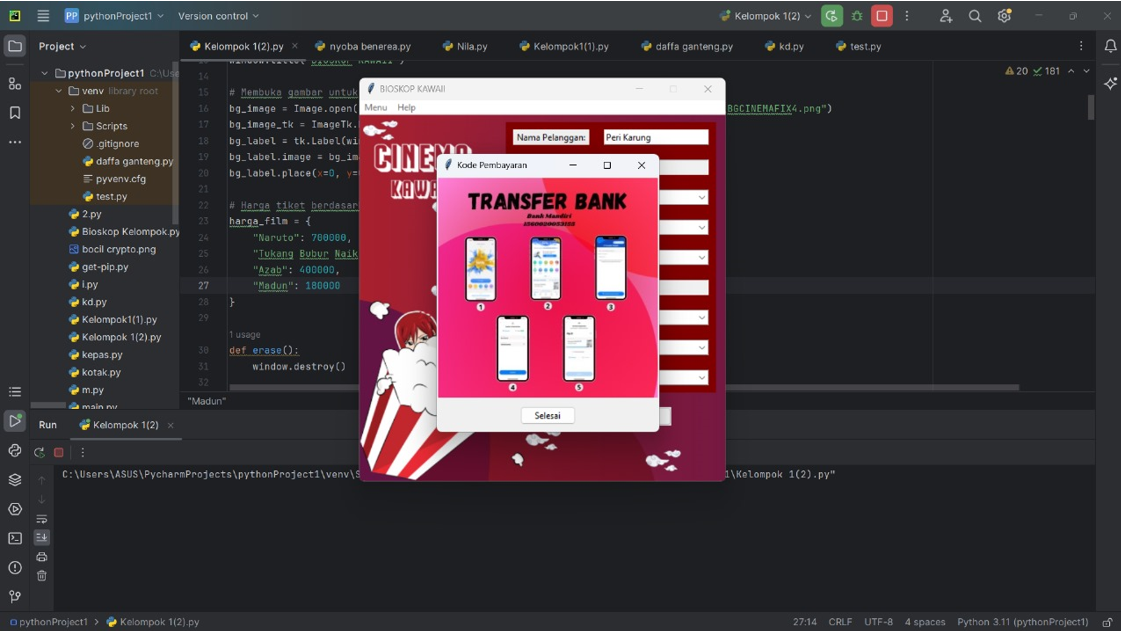 PP pythonProject1 Version control Kelompok 1(2)
Project
Kelompok 1(2).py nyoba benerea.py Nila.py Kelompok1(1).py daffa ganteng.py kd.py test.py
pythonProject1 C:\Use
venv library root
Lib
Scripts
.gitignore
daffa ganteng.py
pyvenv.cfg
test.py
2.py
Bioskop Kelompok.py
bocil crypto.png
get-pip.py
i.py
kd.py
Kelompok1(1).py
Kelompok 1(2).py
kepas.py
kotak.py
m.py
main.py
20 181
14
15 # Membuka gambar untuk
16 bg_image = Image.open( BGCINEMAFIX4.png")
17 bg_image_tk = ImageTk.
18 bg_label = tk.Label(wi
19 bg_label.image = bg_im
20 bg_label.place(x=0, y=
21
22 # Harga tiket berdasar
23 harga_film = {
24 "Naruto": 700000,
25 "Tukang Bubur Naik
26 "Azab": 400000,
27 "Madun": 180000
28 }
29
1 usage
30 def erase():
31 window.destroy()
32
"Madun"
BIOSKOP KAWAII
Menu Help
CINEMA
KAWA
Nama Pelanggan: Peri Karung
Kode Pembayaran
TRANSFER BANK
Bank Mandiri
1
2
3
4
5
Selesai
Run Kelompok 1(2)
C:\Users\ASUS\PycharmProjects\pythonProject1\venv\S 1\Kelompok 1(2).py"
pythonProject1 Kelompok 1(2).py 27:14 CRLF UTF-8 4 spaces Python 3.11 (pythonProject1)